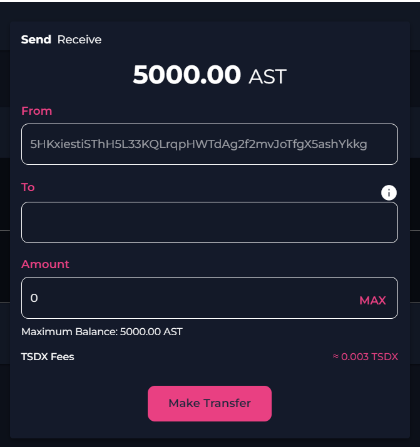 Send Receive
5000.00 AST
From
5HKxiestiSThH5L33KQLrqpHWTdAg2f2mvJoTfgX5ashYkkg
To
i
Amount
0 MAX
Maximum Balance: 5000.00 AST
TSDX Fees ≈ 0.003 TSDX
Make Transfer